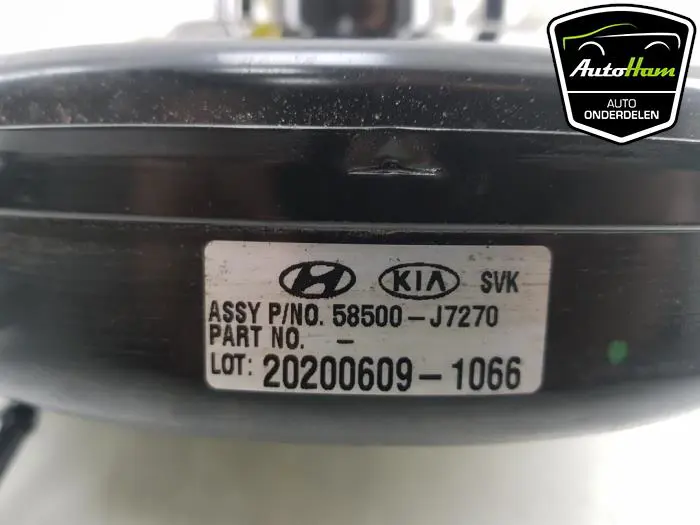 AutoHam
AUTO
ONDERDELEN
KIA SVK
ASSY P/NO. 58500-J7270
PART NO. -
LOT: 20200609-1066